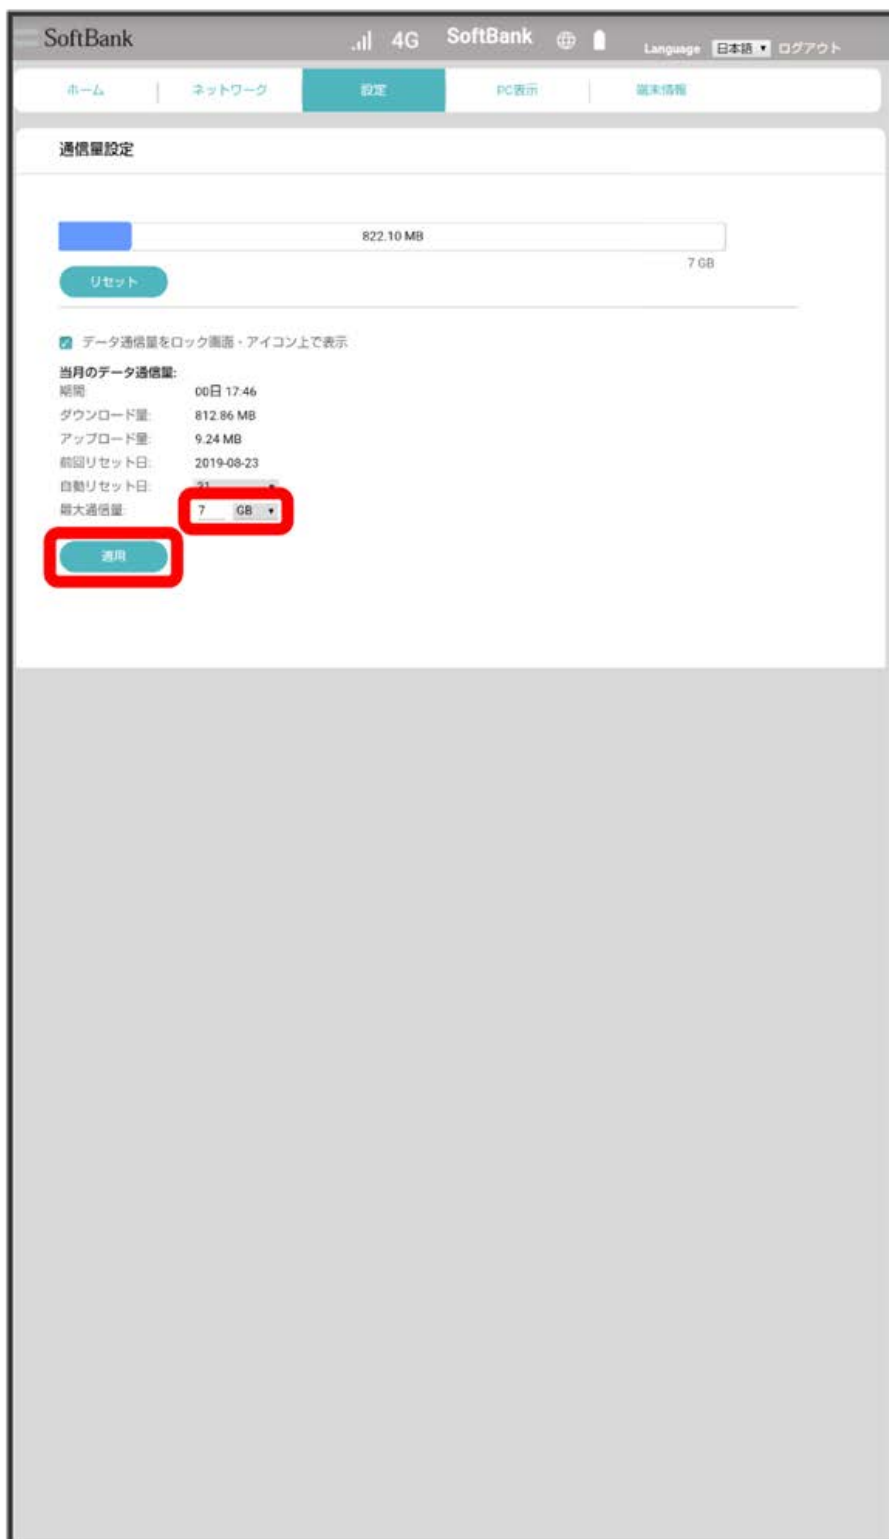 SoftBank 4G SoftBank Language 日本語 ログアウト
ホーム ネットワーク 設定 PC表示 端末情報
通信量設定
822.10 MB
7 GB
リセット
データ通信量をロック画面・アイコン上で表示
当月のデータ通信量:
期間: 00日 17:46
ダウンロード量: 812.86 MB
アップロード量: 9.24 MB
前回リセット日: 2019-08-23
自動リセット日: 31
最大通信量: 7 GB
適用